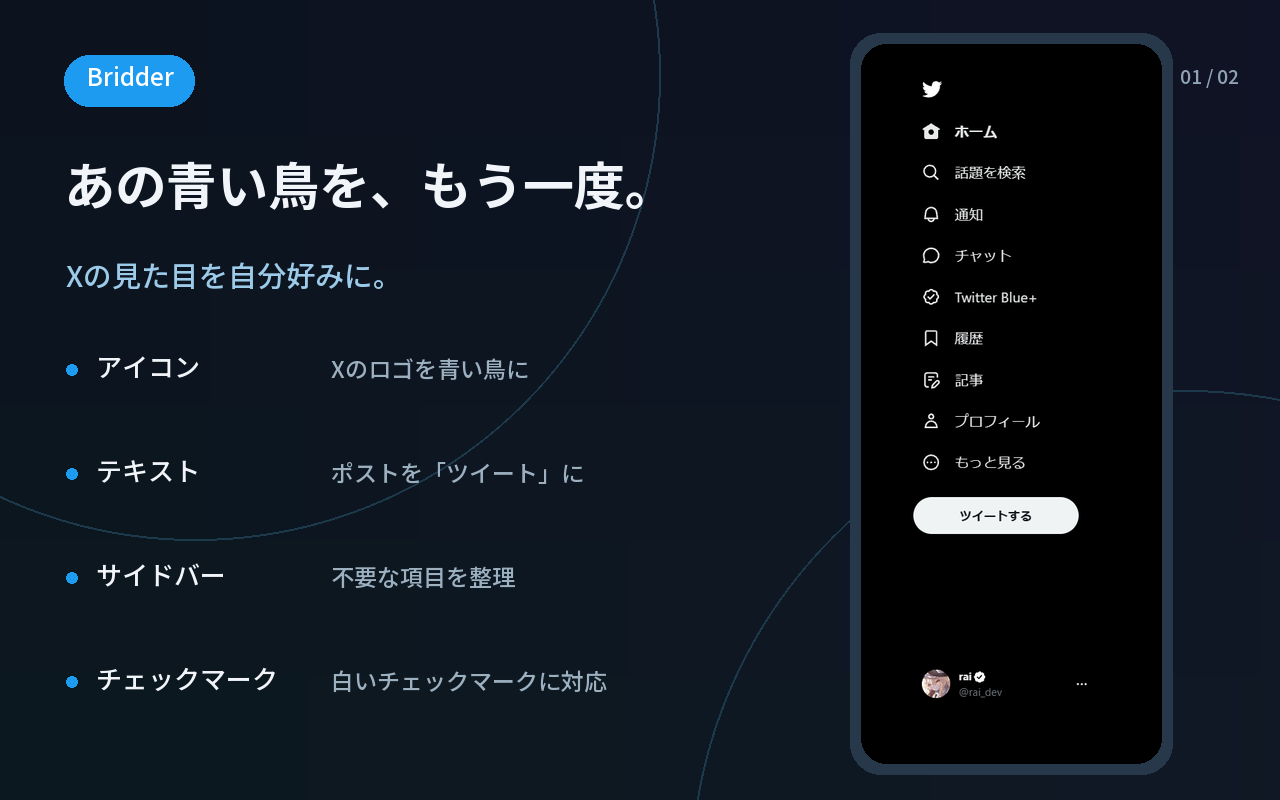 Bridder
あの青い鳥を、もう一度。
Xの見た目を自分好みに。
アイコン Xのロゴを青い鳥に
テキスト ポストを「ツイート」に
サイドバー 不要な項目を整理
チェックマーク 白いチェックマークに対応
01 / 02
ホーム
話題を検索
通知
チャット
Twitter Blue+
履歴
記事
プロフィール
もっと見る
ツイートする
rai
@rai_dev